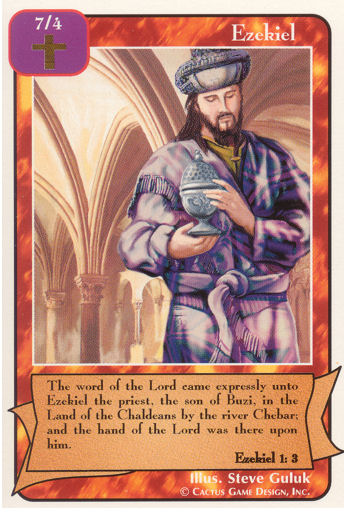 7/4
Ezekiel
The word of the Lord came expressly unto
Ezekiel the priest, the son of Buzi, in the
Land of the Chaldeans by the river Chebar;
and the hand of the Lord was there upon
him.
Ezekiel 1: 3
Illus. Steve Guluk
© Cactus Game Design, Inc.